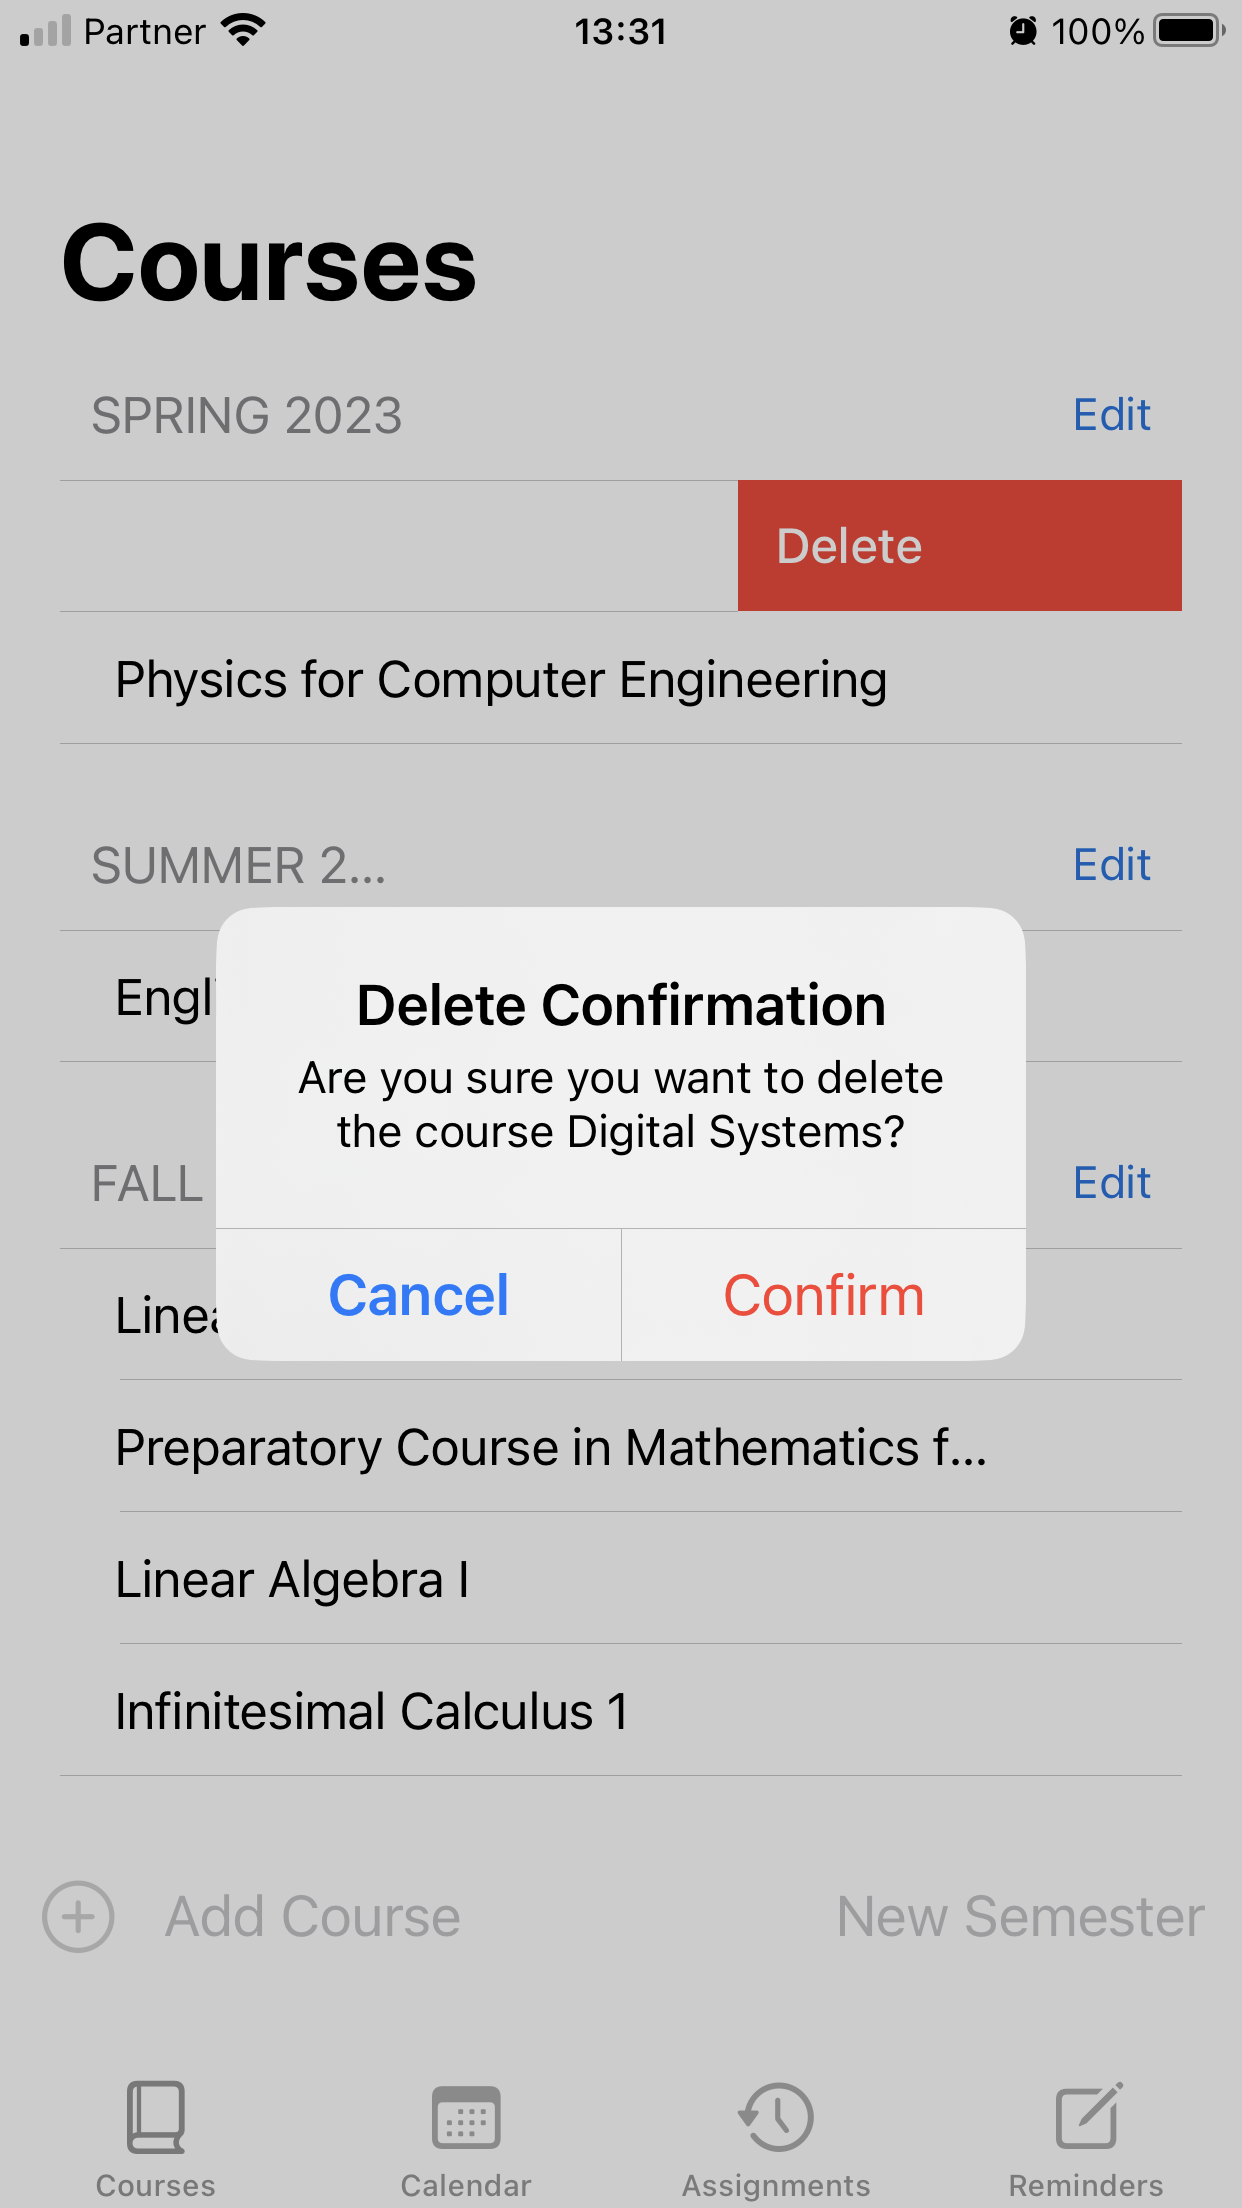 Partner
13:31
100%
Courses
SPRING 2023
Edit
Delete
Physics for Computer Engineering
SUMMER 2...
Edit
Delete Confirmation
Are you sure you want to delete
the course Digital Systems?
FALL
Edit
Cancel
Confirm
Preparatory Course in Mathematics f...
Linear Algebra I
Infinitesimal Calculus 1
Add Course
New Semester
Courses
Calendar
Assignments
Reminders